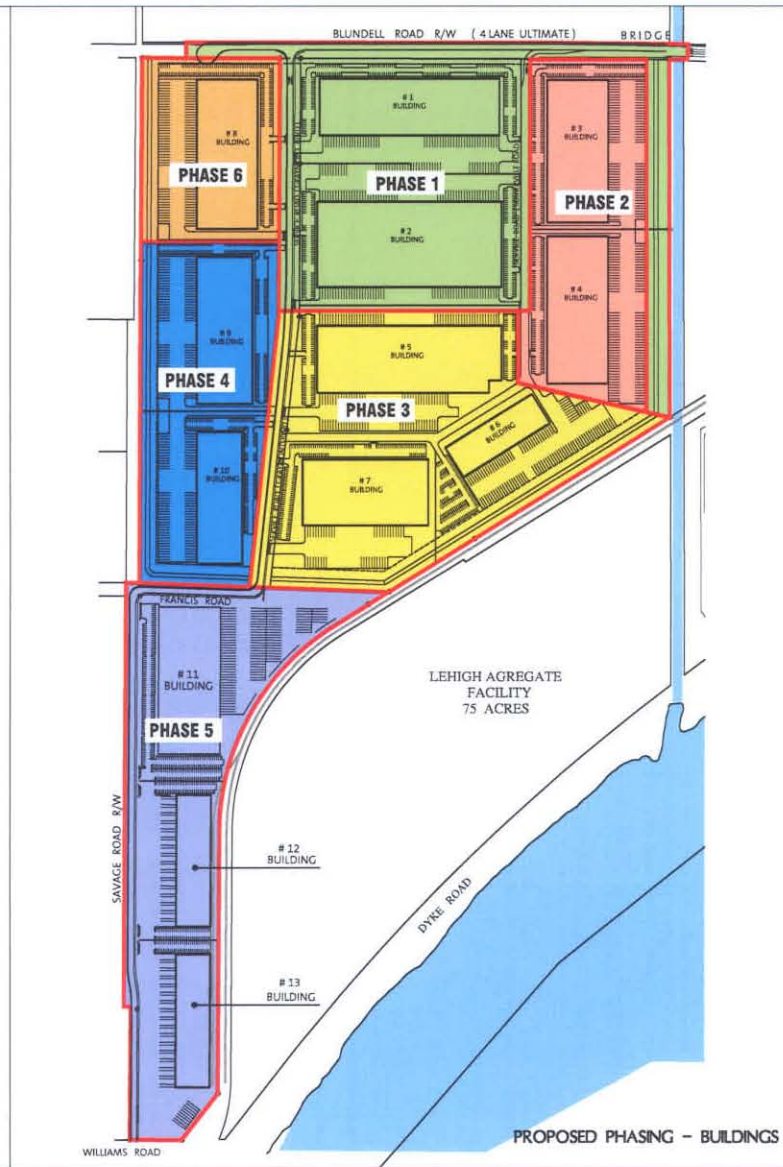 BLUNDELL ROAD R/W ( 4 LANE ULTIMATE) BRIDGE
# 8
BUILDING
PHASE 6
# 1
BUILDING
PHASE 1
# 2
BUILDING
# 3
BUILDING
PHASE 2
# 4
BUILDING
# 9
BUILDING
PHASE 4
# 10
BUILDING
# 5
BUILDING
PHASE 3
# 6
BUILDING
# 7
BUILDING
FRANCIS ROAD
# 11
BUILDING
PHASE 5
LEHIGH AGREGATE
FACILITY
75 ACRES
SAVAGE ROAD R/W
# 12
BUILDING
DYKE ROAD
# 13
BUILDING
WILLIAMS ROAD
PROPOSED PHASING – BUILDINGS